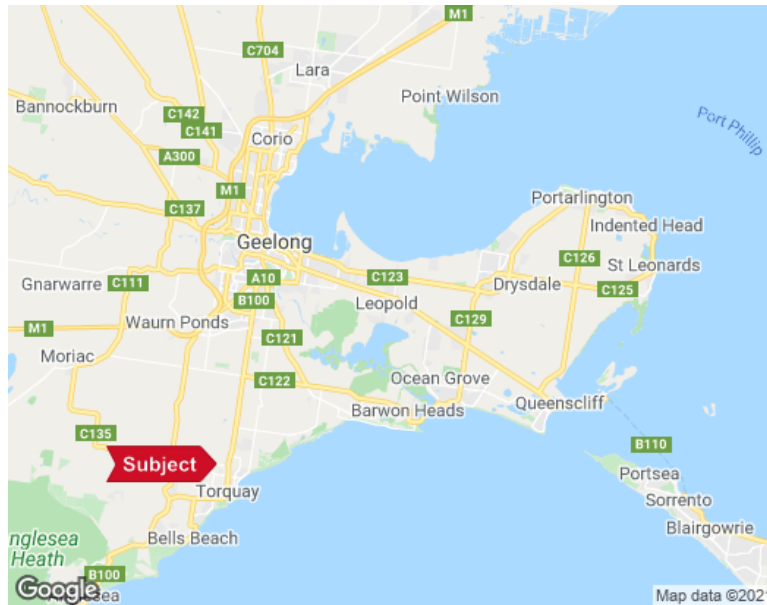 M1
C704
Lara
Point Wilson
Bannockburn
C142
C141
Corio
Port Phillip
A300
M1
Portarlington
C137
Indented Head
Geelong
C126
St Leonards
C123
A10
Gnarwarre
C111
Drysdale
C125
B100
Leopold
Waurn Ponds
C129
M1
C121
Moriac
C122
Ocean Grove
Barwon Heads
Queenscliff
C135
B110
Subject
Portsea
Torquay
Sorrento
Blairgowrie
Bells Beach
nglesea
Heath
B100
Google
Map data ©2021